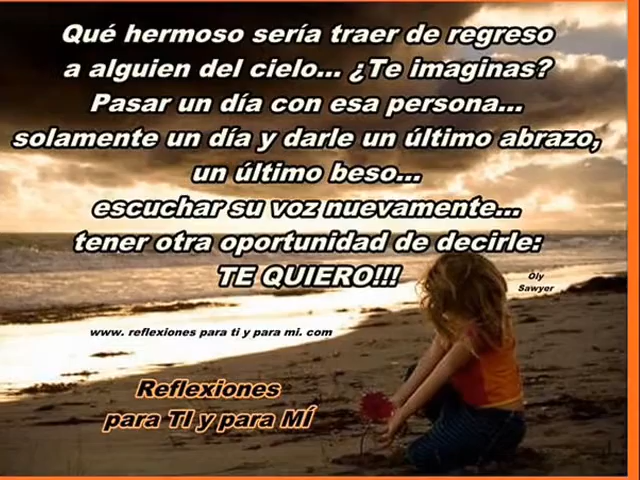 Qué hermoso sería traer de regreso
a alguien del cielo... ¿Te imaginas?
Pasar un día con esa persona...
solamente un día y darle un último abrazo,
un último beso...
escuchar su voz nuevamente...
tener otra oportunidad de decirle:
TE QUIERO!!!
Oly
Sawyer
www. reflexiones para ti y para mi. com
Reflexiones
para TI y para MÍ